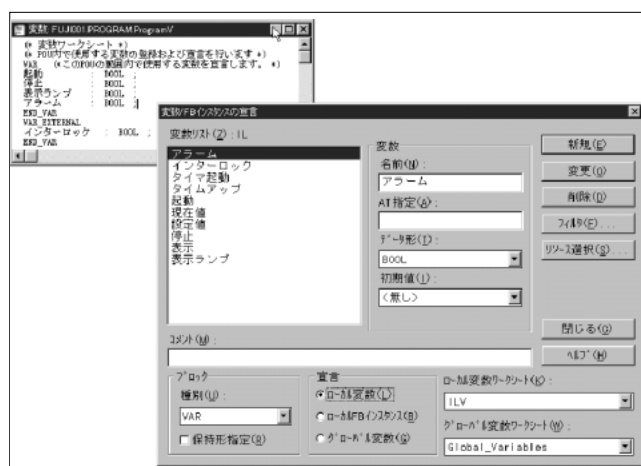 変数:FUJI001.PROGRAM.ProgramV
(* 変数ワークシート *)
(* POU内で使用する変数の登録および宣言を行います *)
VAR (*このPOUの範囲内で使用する変数を宣言します。 *)
起動 : BOOL ;
停止 : BOOL ;
表示ランプ : BOOL ;
アラーム : BOOL ;
END_VAR
VAR_EXTERNAL
インターロック : BOOL ;
END_VAR
変数/FBインスタンスの宣言
変数リスト(Z) : IL
アラーム
インターロック
タイマ起動
タイムアップ
起動
現在値
設定値
停止
表示
表示ランプ
変数
名前(N) :
アラーム
AT指定(A) :
データ形(T) :
BOOL
初期値(I) :
<無し>
新規(E)
変更(O)
削除(D)
フィルタ(F)...
リソース選択(S)...
閉じる(C)
ヘルプ(H)
コメント(M) :
ブロック
種別(U) :
VAR
保持形指定(R)
宣言
ローカル変数(L)
ローカルFBインスタンス(B)
グローバル変数(G)
ローカル変数ワークシート(K) :
ILV
グローバル変数ワークシート(W) :
Global_Variables